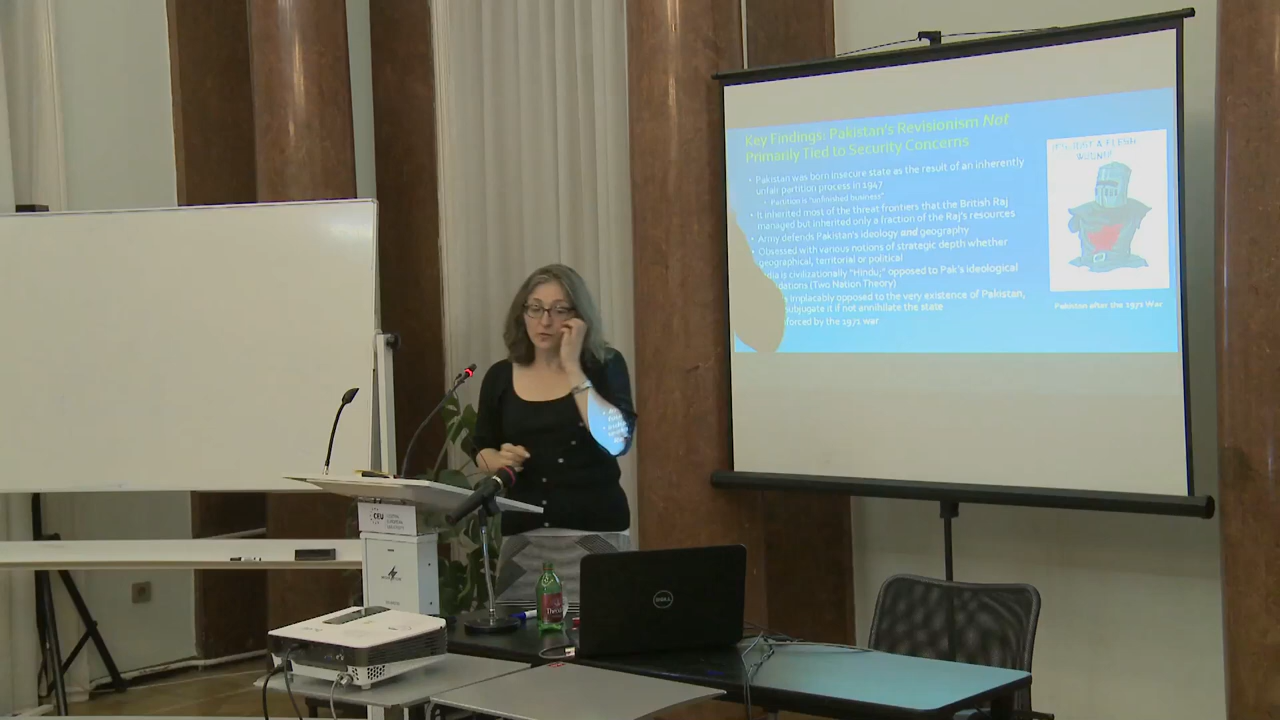 Key Findings: Pakistan's Revisionism Not
Primarily Tied to Security Concerns
• Pakistan was born insecure state as the result of an inherently
unfair partition process in 1947
• Partition is "unfinished business"
• It inherited most of the threat frontiers that the British Raj
managed but inherited only a fraction of the Raj's resources
• Army defends Pakistan's ideology and geography
• Obsessed with various notions of strategic depth whether
geographical, territorial or political
is civilizationally "Hindu;" opposed to Pak's ideological
(Two Nation Theory)
implacably opposed to the very existence of Pakistan,
subjugate it if not annihilate the state
by the 1971 war
IT'S JUST A FLESH
WOUND
Pakistan after the 1971 War
CEU
DELL